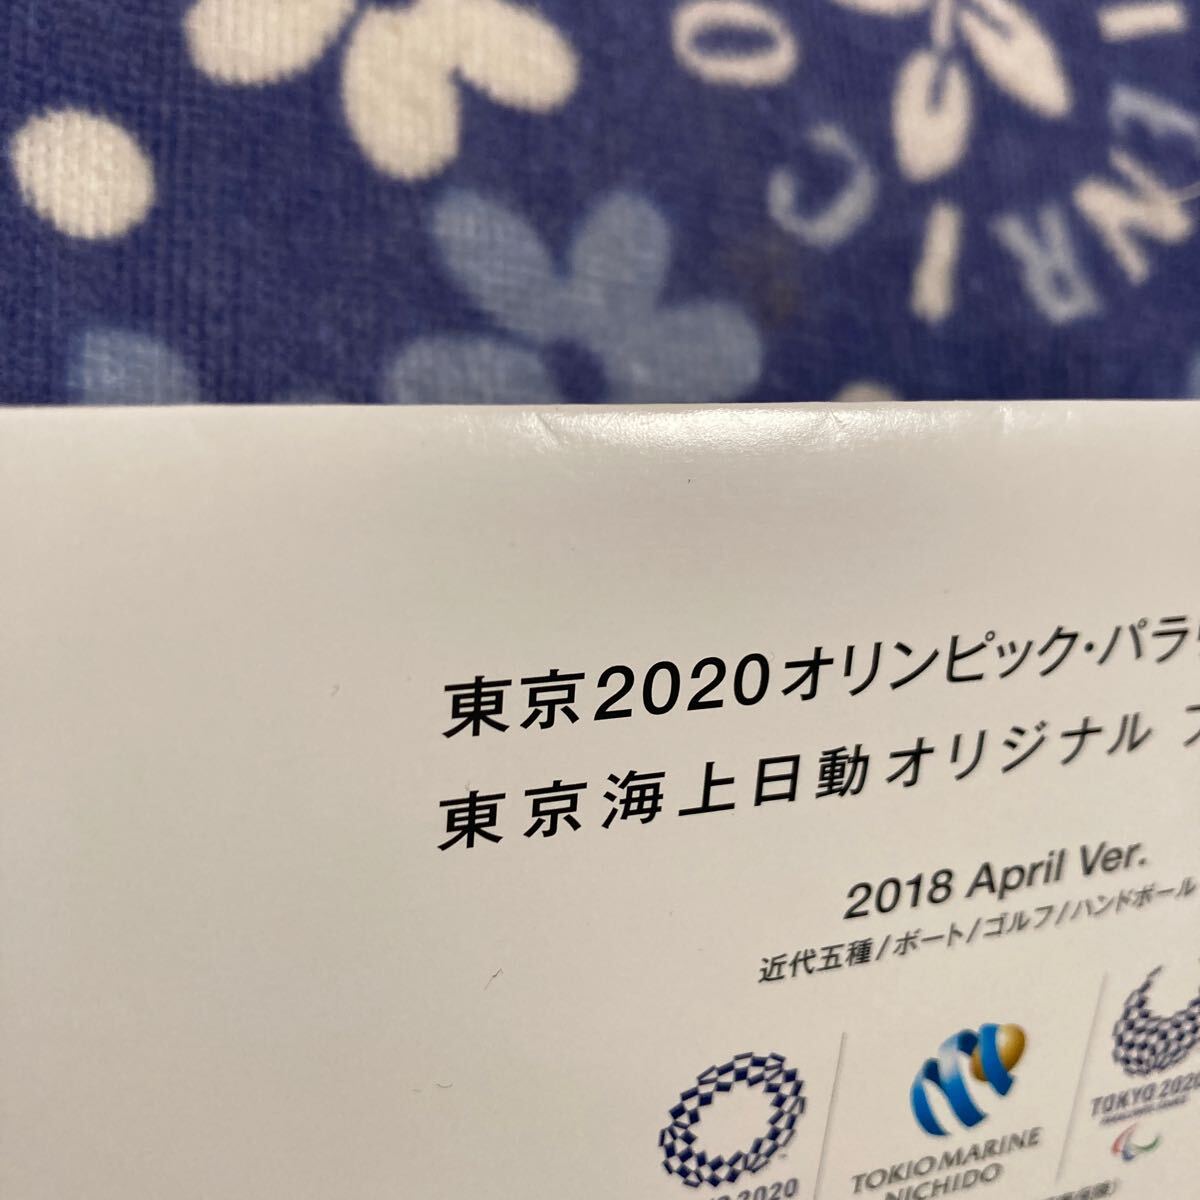 東京2020オリンピック・パラ
東京海上日動オリジナル
2018 April Ver.
近代五種/ボート/ゴルフ/ハンドボール
TOKYO 2020
TOKIO MARINE
NICHIDO
2020